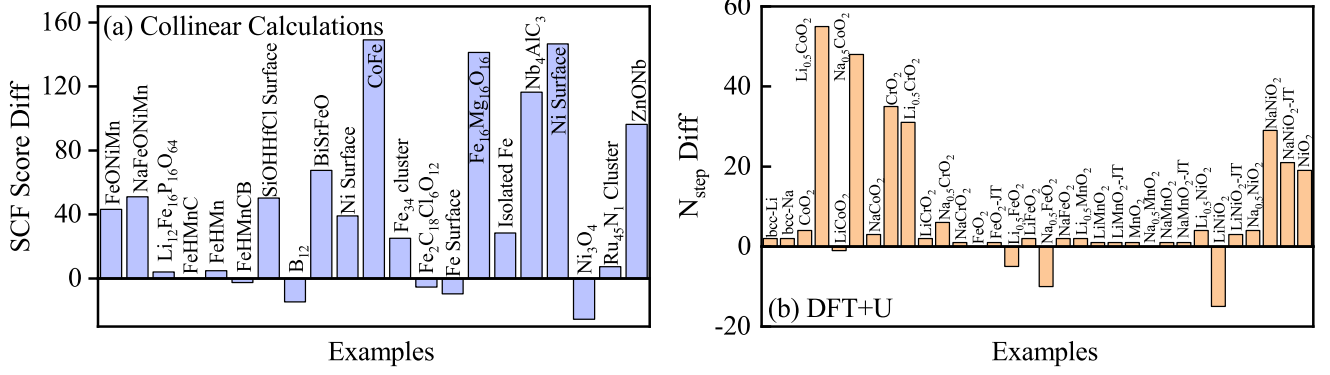 (a) Collinear Calculations
SCF Score Diff
160
120
80
40
0
FeONiMn
NaFeONiMn
Li12Fe16P16O64
FeHMnC
FeHMn
FeHMnCB
SiOHHfCl Surface
B12
BiSrFeO
Ni Surface
CoFe
Fe34 cluster
Fe2C18Cl6O12
Fe Surface
Fe16Mg16O16
Isolated Fe
Nb4AlC3
Ni Surface
Ni3O4
Ru45N1 Cluster
ZnONb
Examples
(b) DFT+U
Nstep Diff
60
40
20
0
-20
bcc-Li
bcc-Na
CoO2
Li0.5CoO2
LiCoO2
Na0.5CoO2
NaCoO2
CrO2
Li0.5CrO2
LiCrO2
Na0.5CrO2
NaCrO2
FeO2
FeO2-JT
Li0.5FeO2
LiFeO2
Na0.5FeO2
NaFeO2
Li0.5MnO2
LiMnO2
LiMnO2-JT
MnO2
Na0.5MnO2
NaMnO2
NaMnO2-JT
Li0.5NiO2
LiNiO2
LiNiO2-JT
Na0.5NiO2
NaNiO2
NaNiO2-JT
NiO2
Examples